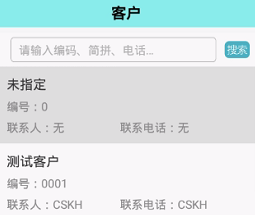 客户
请输入编码、简拼、电话... 搜索
未指定
编号：0
联系人：无 联系电话：无
测试客户
编号：0001
联系人：CSKH 联系电话：CSKH